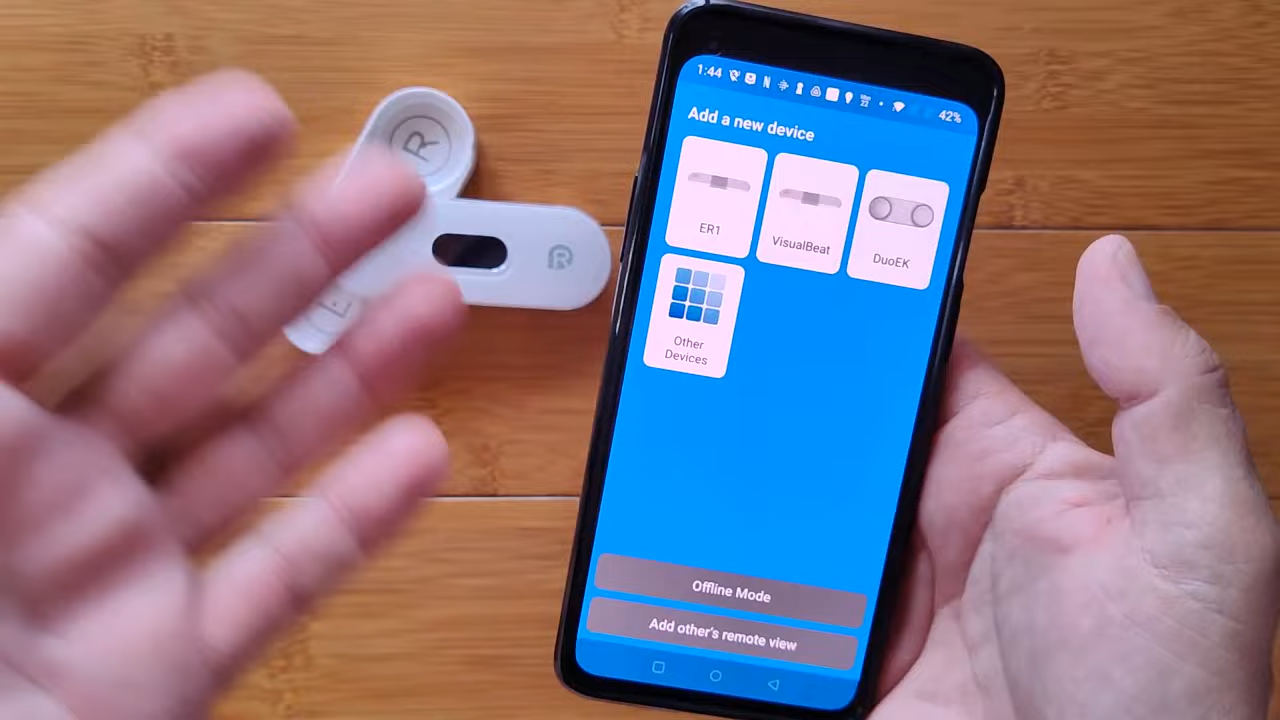 1:44
42%
Add a new device
ER1
VisualBeat
DuoEK
Other
Devices
Offline Mode
Add other's remote view
R
R